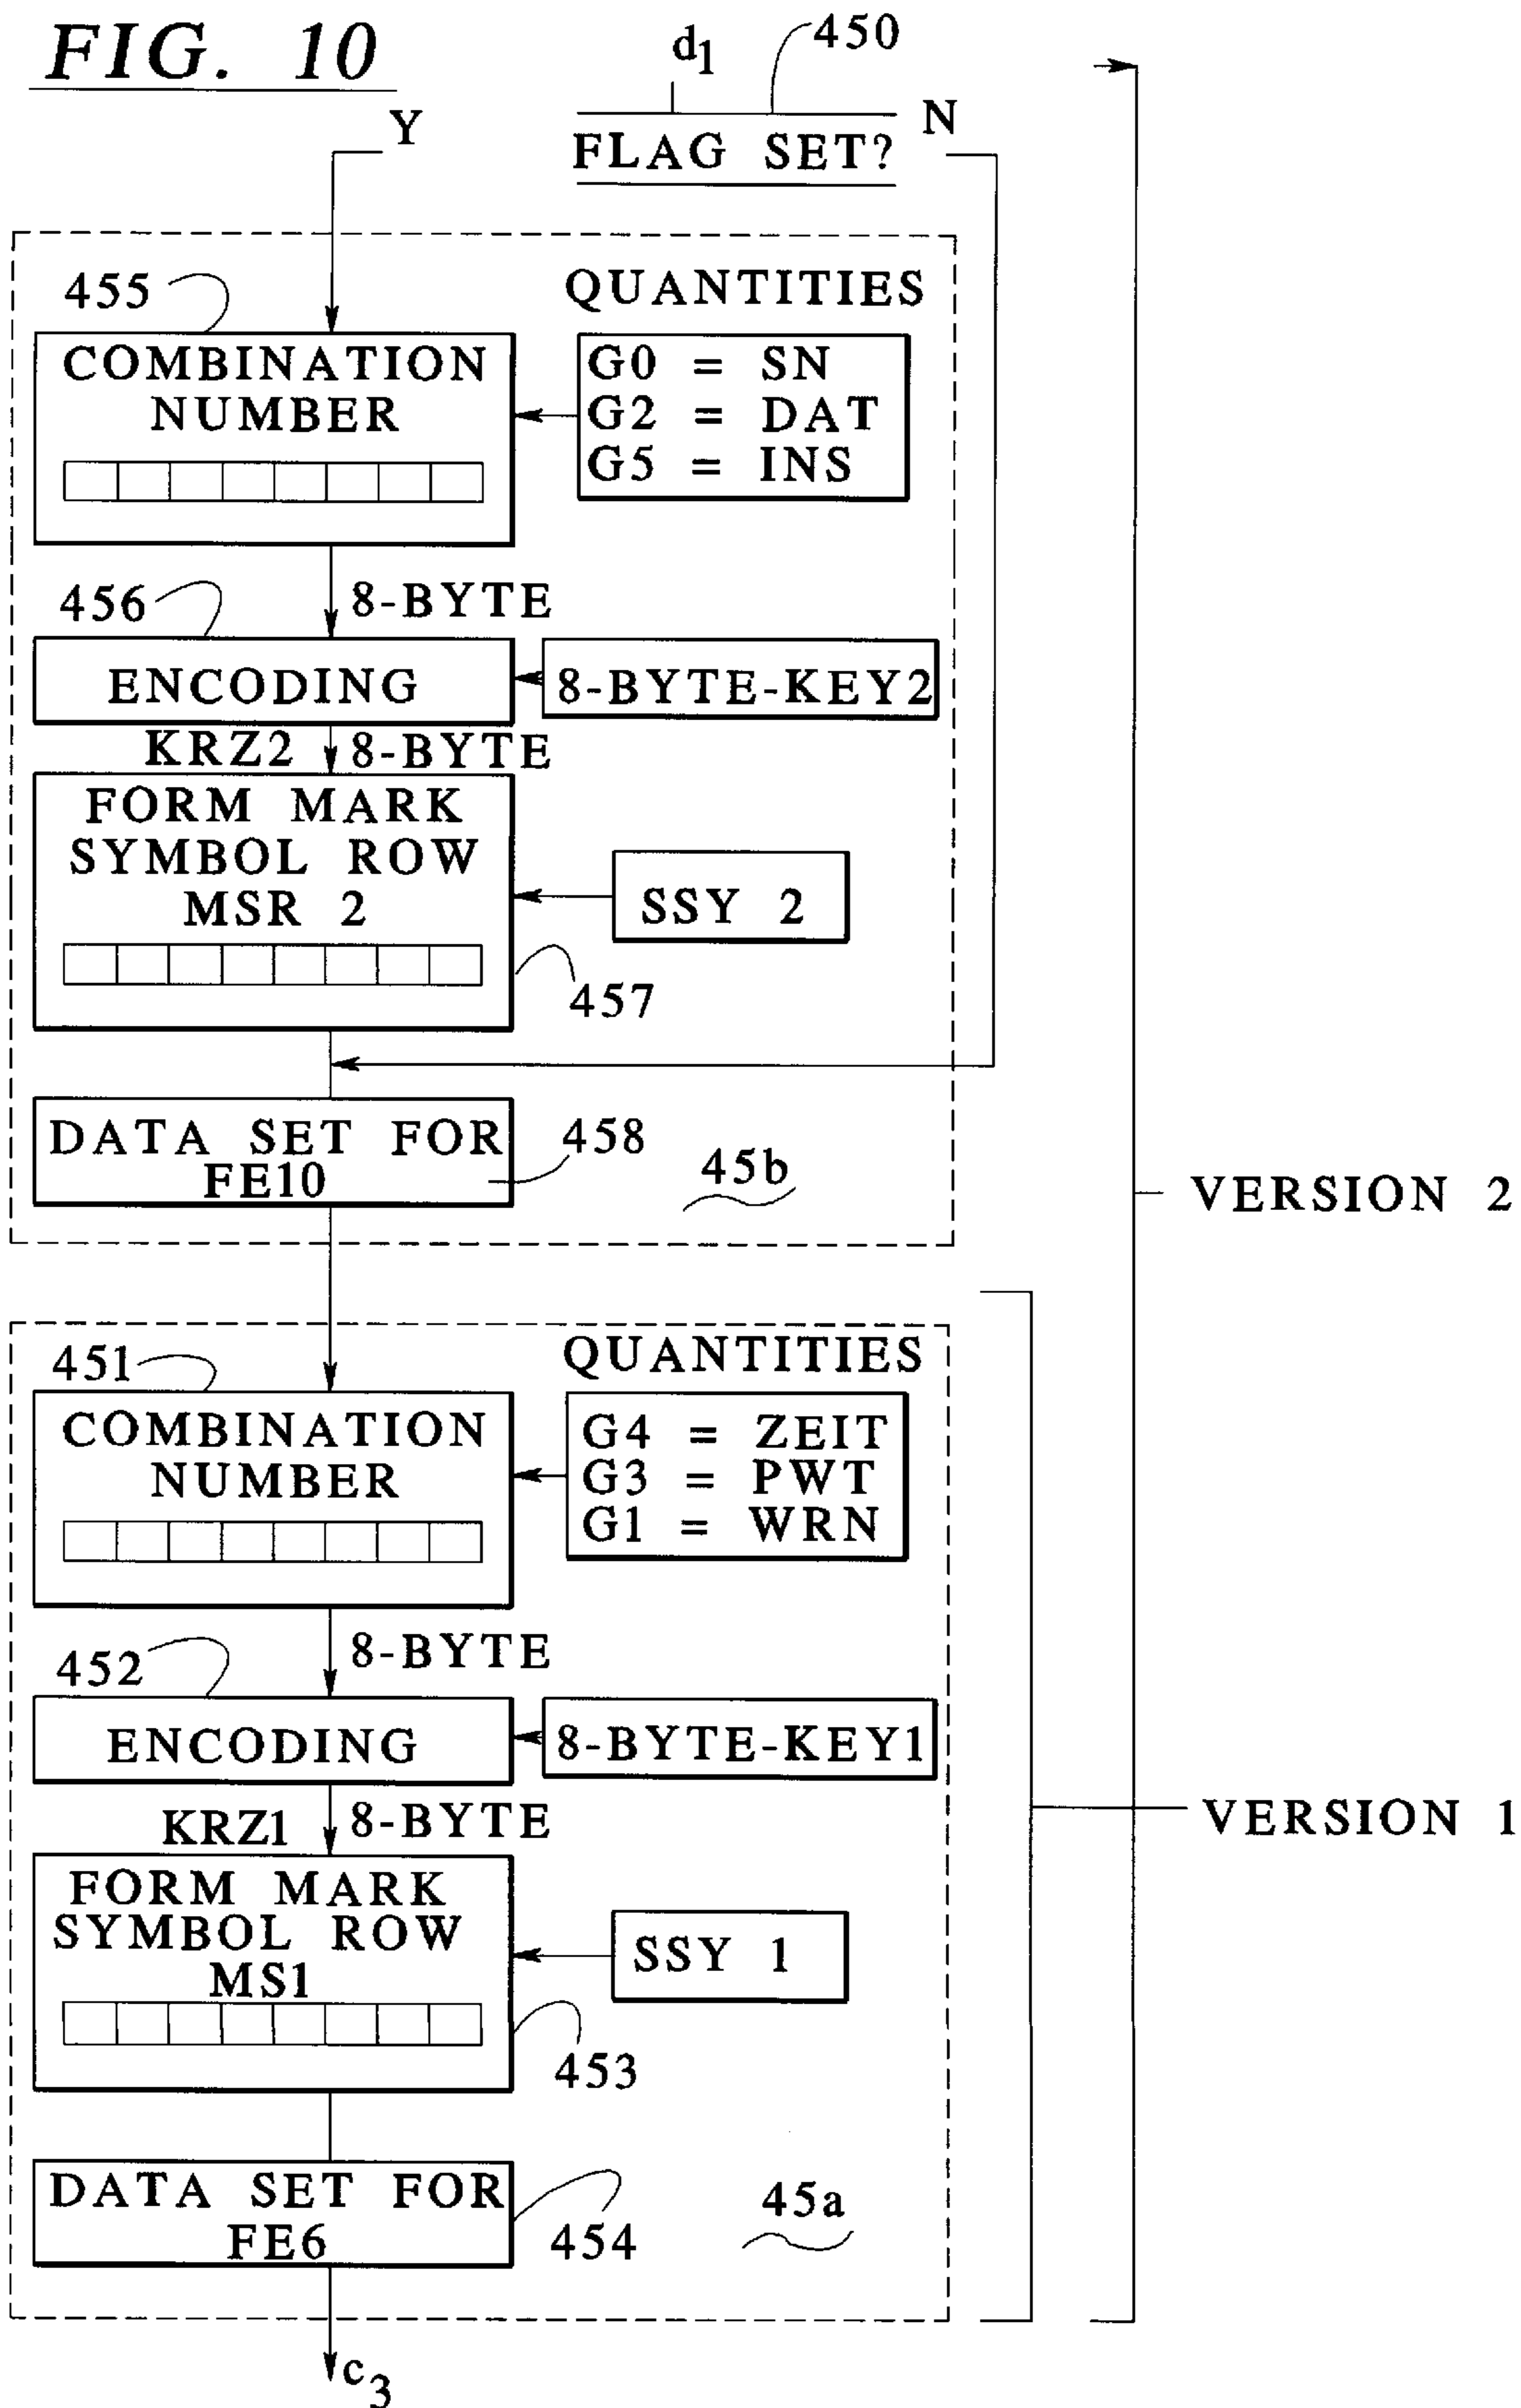 FIG. 10
d1
450
Y
FLAG SET?
N
455
QUANTITIES
COMBINATION
NUMBER
G0 = SN
G2 = DAT
G5 = INS
456
8-BYTE
ENCODING
8-BYTE-KEY2
KRZ2
8-BYTE
FORM MARK
SYMBOL ROW
MSR 2
SSY 2
457
DATA SET FOR
FE10
458
45b
VERSION 2
451
QUANTITIES
COMBINATION
NUMBER
G4 = ZEIT
G3 = PWT
G1 = WRN
452
8-BYTE
ENCODING
8-BYTE-KEY1
KRZ1
8-BYTE
VERSION 1
FORM MARK
SYMBOL ROW
MS1
SSY 1
453
DATA SET FOR
FE6
454
45a
c3